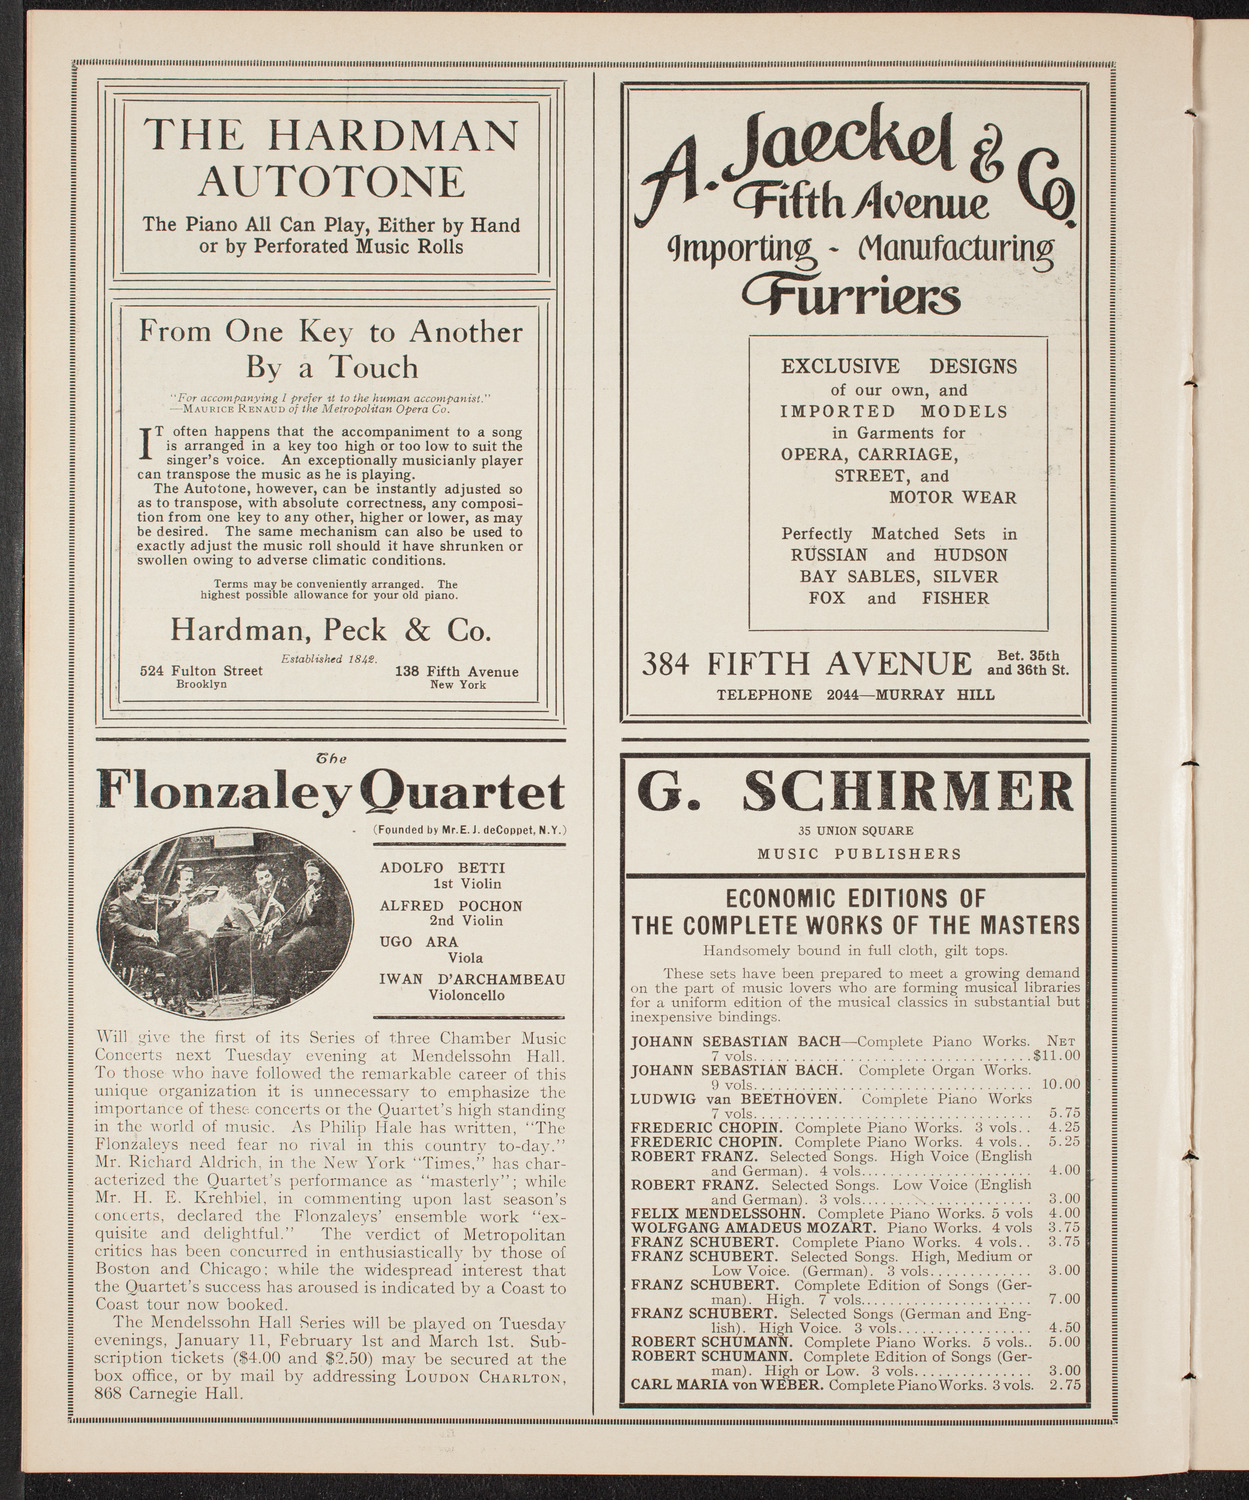 THE HARDMAN
AUTOTONE
The Piano All Can Play, Either by Hand
or by Perforated Music Rolls
From One Key to Another
By a Touch
"For accompanying I prefer it to the human accompanist."
—MAURICE RENAUD of the Metropolitan Opera Co.
IT often happens that the accompaniment to a song
is arranged in a key too high or too low to suit the
singer's voice. An exceptionally musicianly player
can transpose the music as he is playing.
The Autotone, however, can be instantly adjusted so
as to transpose, with absolute correctness, any composi-
tion from one key to any other, higher or lower, as may
be desired. The same mechanism can also be used to
exactly adjust the music roll should it have shrunken or
swollen owing to adverse climatic conditions.
Terms may be conveniently arranged. The
highest possible allowance for your old piano.
Hardman, Peck & Co.
Established 1842.
524 Fulton Street
Brooklyn
138 Fifth Avenue
New York
The
Flonzaley Quartet
(Founded by Mr. E. J. deCoppet, N.Y.)
ADOLFO BETTI
1st Violin
ALFRED POCHON
2nd Violin
UGO ARA
Viola
IWAN D'ARCHAMBEAU
Violoncello
Will give the first of its Series of three Chamber Music
Concerts next Tuesday evening at Mendelssohn Hall.
To those who have followed the remarkable career of this
unique organization it is unnecessary to emphasize the
importance of these concerts or the Quartet's high standing
in the world of music. As Philip Hale has written, "The
Flonzaleys need fear no rival in this country to-day."
Mr. Richard Aldrich, in the New York "Times," has char-
acterized the Quartet's performance as "masterly"; while
Mr. H. E. Krehbiel, in commenting upon last season's
concerts, declared the Flonzaleys' ensemble work "ex-
quisite and delightful." The verdict of Metropolitan
critics has been concurred in enthusiastically by those of
Boston and Chicago; while the widespread interest that
the Quartet's success has aroused is indicated by a Coast to
Coast tour now booked.
The Mendelssohn Hall Series will be played on Tuesday
evenings, January 11, February 1st and March 1st. Sub-
scription tickets ($4.00 and $2.50) may be secured at the
box office, or by mail by addressing LOUDON CHARLTON,
868 Carnegie Hall.
A. Jaeckel & Co.
Fifth Avenue
Importing - Manufacturing
Furriers
EXCLUSIVE DESIGNS
of our own, and
IMPORTED MODELS
in Garments for
OPERA, CARRIAGE,
STREET, and
MOTOR WEAR
Perfectly Matched Sets in
RUSSIAN and HUDSON
BAY SABLES, SILVER
FOX and FISHER
384 FIFTH AVENUE Bet. 35th
and 36th St.
TELEPHONE 2044—MURRAY HILL
G. SCHIRMER
35 UNION SQUARE
MUSIC PUBLISHERS
ECONOMIC EDITIONS OF
THE COMPLETE WORKS OF THE MASTERS
Handsomely bound in full cloth, gilt tops.
These sets have been prepared to meet a growing demand
on the part of music lovers who are forming musical libraries
for a uniform edition of the musical classics in substantial but
inexpensive bindings.
JOHANN SEBASTIAN BACH—Complete Piano Works. NET
7 vols. . . . . . . . . . $11.00
JOHANN SEBASTIAN BACH. Complete Organ Works.
9 vols. . . . . . . . . . 10.00
LUDWIG van BEETHOVEN. Complete Piano Works
7 vols. . . . . . . . . . 5.75
FREDERIC CHOPIN. Complete Piano Works. 3 vols. . 4.25
FREDERIC CHOPIN. Complete Piano Works. 4 vols. . 5.25
ROBERT FRANZ. Selected Songs. High Voice (English
and German). 4 vols. . . . . . . . . 4.00
ROBERT FRANZ. Selected Songs. Low Voice (English
and German). 3 vols. . . . . . . . . 3.00
FELIX MENDELSSOHN. Complete Piano Works. 5 vols 4.00
WOLFGANG AMADEUS MOZART. Piano Works. 4 vols 3.75
FRANZ SCHUBERT. Complete Piano Works. 4 vols. . 3.75
FRANZ SCHUBERT. Selected Songs. High, Medium or
Low Voice. (German). 3 vols. . . . . . . . 3.00
FRANZ SCHUBERT. Complete Edition of Songs (Ger-
man). High. 7 vols. . . . . . . . . 7.00
FRANZ SCHUBERT. Selected Songs (German and Eng-
lish). High Voice. 3 vols. . . . . . . . 4.50
ROBERT SCHUMANN. Complete Piano Works. 5 vols. . 5.00
ROBERT SCHUMANN. Complete Edition of Songs (Ger-
man). High or Low. 3 vols. . . . . . . . 3.00
CARL MARIA von WEBER. Complete Piano Works. 3 vols. 2.75